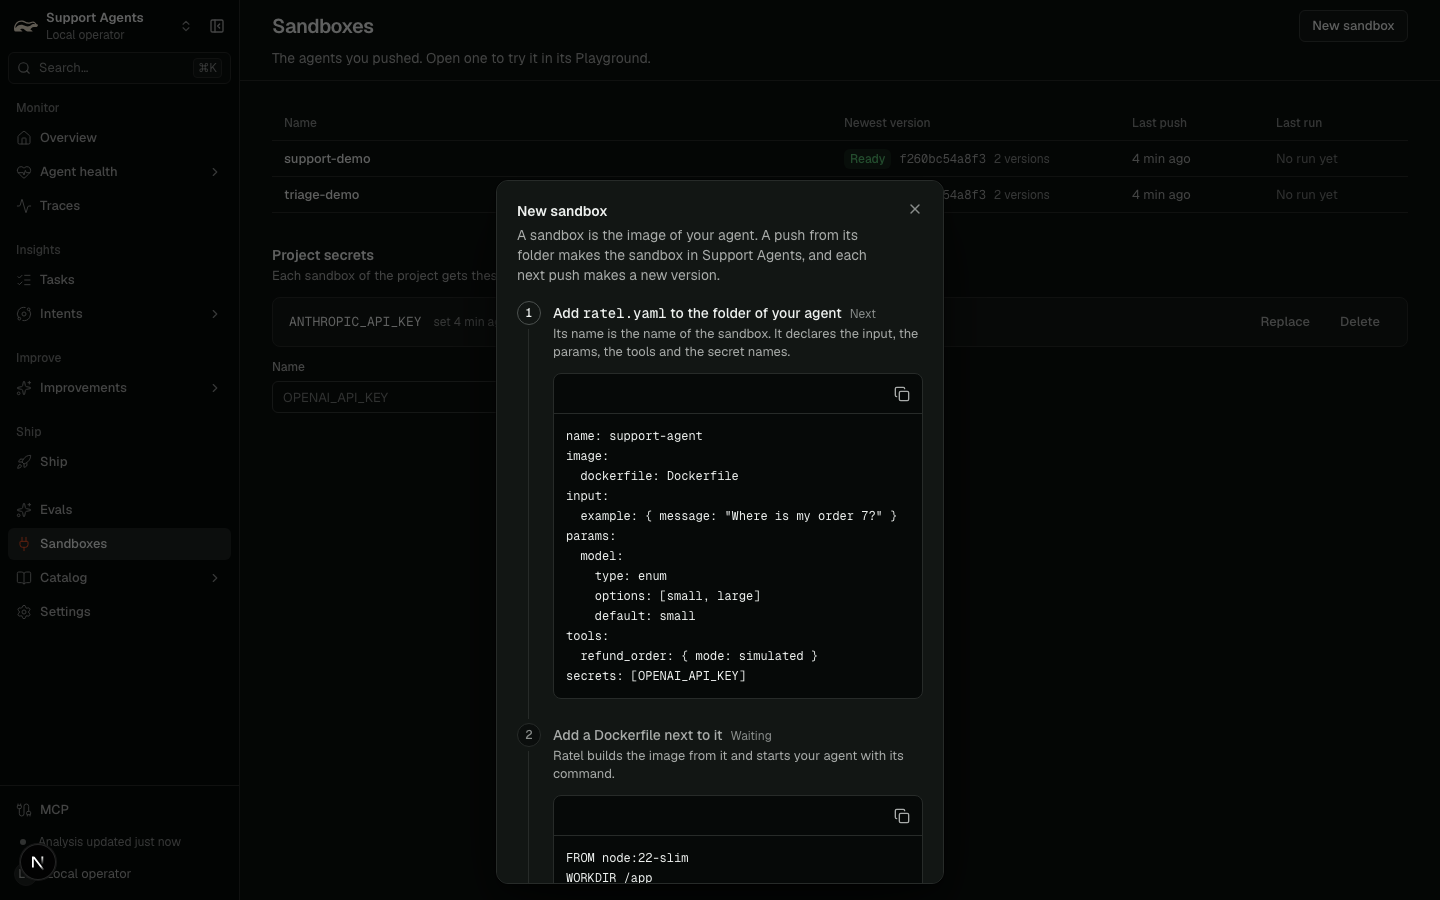 Support Agents
Local operator
Search...
⌘K
Monitor
Overview
Agent health
Traces
Insights
Tasks
Intents
Improve
Improvements
Ship
Ship
Evals
Sandboxes
Catalog
Settings
MCP
Analysis updated just now
N
Local operator
Sandboxes
New sandbox
The agents you pushed. Open one to try it in its Playground.
Name Newest version Last push Last run
support-demo Ready f260bc54a8f3 2 versions 4 min ago No run yet
triage-demo 54a8f3 2 versions 4 min ago No run yet
Project secrets
Each sandbox of the project gets
ANTHROPIC_API_KEY set 4 min Replace Delete
Name
OPENAI_API_KEY
New sandbox
A sandbox is the image of your agent. A push from its
folder makes the sandbox in Support Agents, and each
next push makes a new version.
1 Add ratel.yaml to the folder of your agent Next
Its name is the name of the sandbox. It declares the input, the
params, the tools and the secret names.
name: support-agent
image:
  dockerfile: Dockerfile
input:
  example: { message: "Where is my order 7?" }
params:
  model:
    type: enum
    options: [small, large]
    default: small
tools:
  refund_order: { mode: simulated }
secrets: [OPENAI_API_KEY]
2 Add a Dockerfile next to it Waiting
Ratel builds the image from it and starts your agent with its
command.
FROM node:22-slim
WORKDIR /app